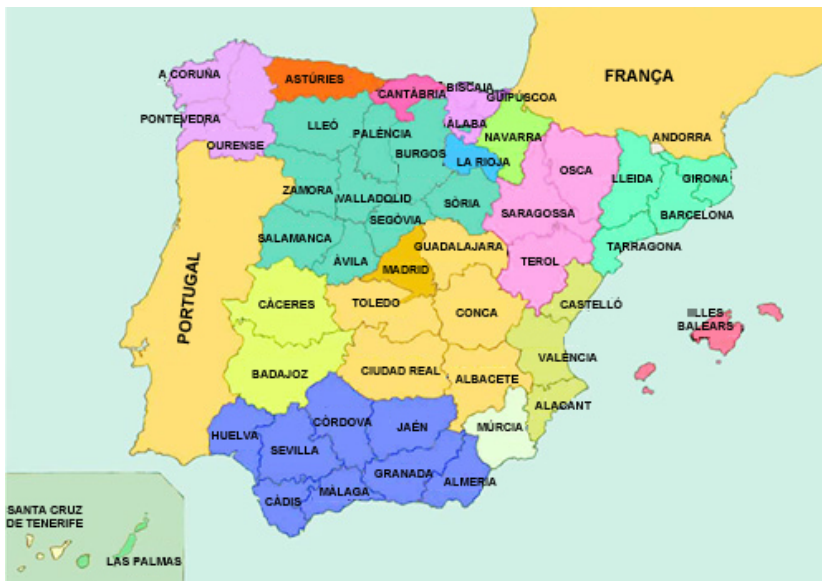 FRANÇA
A CORUÑA
ASTÚRIES
CANTÀBRIA
BISCAIA
GUIPÚSCOA
ÀLABA
NAVARRA
PONTEVEDRA
OURENSE
LLEÓ
PALÈNCIA
BURGOS
LA RIOJA
ANDORRA
OSCA
LLEIDA
GIRONA
ZAMORA
VALLADOLID
SÒRIA
SARAGOSSA
BARCELONA
SEGÒVIA
SALAMANCA
ÀVILA
MADRID
GUADALAJARA
TARRAGONA
TEROL
PORTUGAL
CÀCERES
TOLEDO
CONCA
CASTELLÓ
IILLES
BALEARS
VALÈNCIA
BADAJOZ
CIUDAD REAL
ALBACETE
ALACANT
HUELVA
SEVILLA
CÒRDOVA
JAÉN
MÚRCIA
CÀDIS
MÀLAGA
GRANADA
ALMERIA
SANTA CRUZ
DE TENERIFE
LAS PALMAS